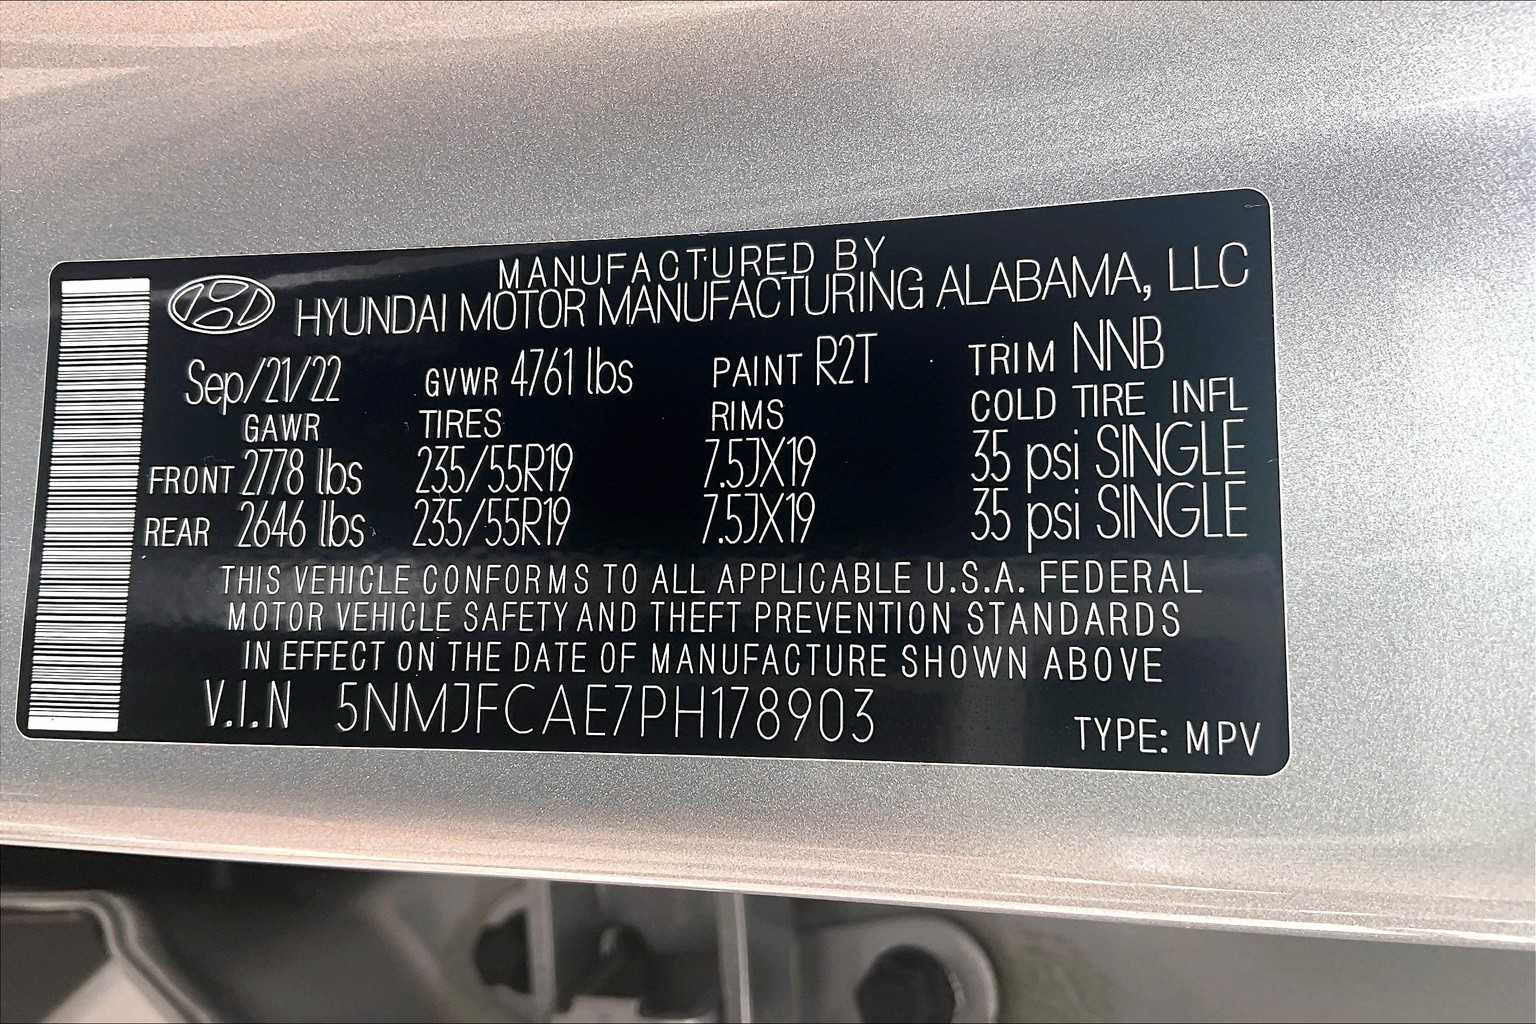 MANUFACTURED BY
HYUNDAI MOTOR MANUFACTURING ALABAMA, LLC
Sep/21/22 GVWR 4761 lbs PAINT R2T TRIM NNB
GAWR TIRES RIMS COLD TIRE INFL
FRONT 2778 lbs 235/55R19 7.5JX19 35 psi SINGLE
REAR 2646 lbs 235/55R19 7.5JX19 35 psi SINGLE
THIS VEHICLE CONFORMS TO ALL APPLICABLE U.S.A. FEDERAL
MOTOR VEHICLE SAFETY AND THEFT PREVENTION STANDARDS
IN EFFECT ON THE DATE OF MANUFACTURE SHOWN ABOVE
V.I.N 5NMJFCAE7PH178903 TYPE: MPV